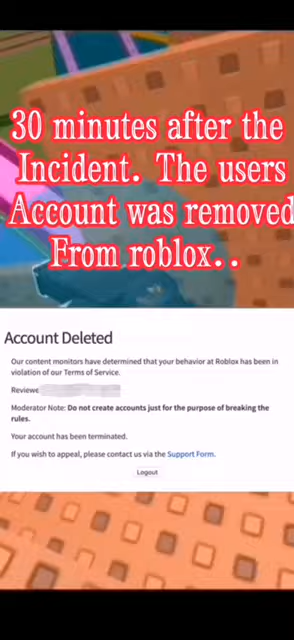 30 minutes after the
Incident. The users
Account was removed
From roblox..
Account Deleted
Our content monitors have determined that your behavior at Roblox has been in
violation of our Terms of Service.
Reviewe
Moderator Note: Do not create accounts just for the purpose of breaking the
rules.
Your account has been terminated.
If you wish to appeal, please contact us via the Support Form.
Logout